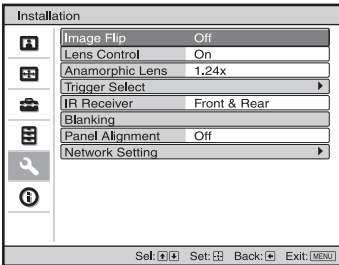 Installation
Image Flip Off
Lens Control On
Anamorphic Lens 1.24x
Trigger Select
IR Receiver Front & Rear
Blanking
Panel Alignment Off
Network Setting
Sel: Set: Back: Exit: MENU